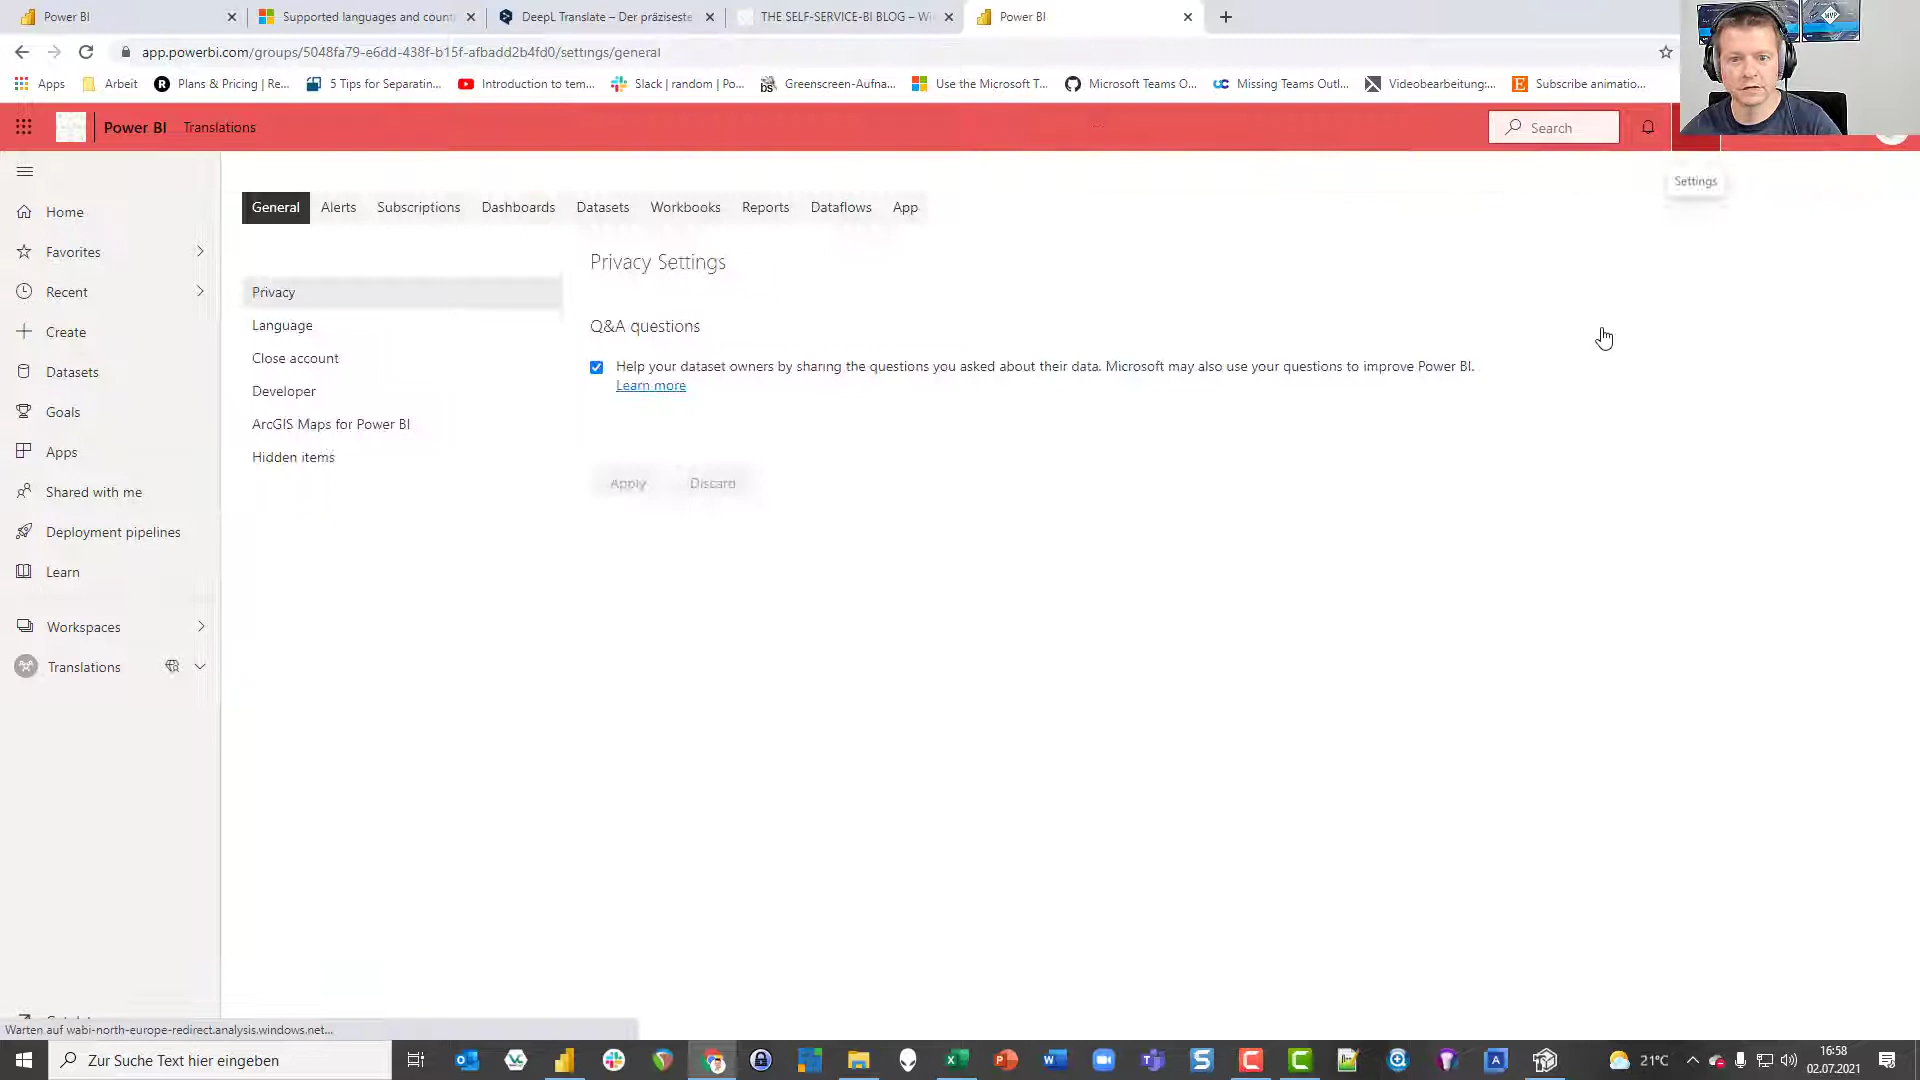 Power BI
Supported languages and count
DeepL Translate – Der präziseste
THE SELF-SERVICE-BI BLOG – Wi
Power BI
app.powerbi.com/groups/5048fa79-e6dd-438f-b15f-afbadd2b4fd0/settings/general
Apps
Arbeit
Plans & Pricing | Re...
5 Tips for Separatin...
Introduction to tem...
Slack | random | Po...
Greenscreen-Aufna...
Use the Microsoft T...
Microsoft Teams O...
Missing Teams Outl...
Videobearbeitung:...
Subscribe animatio...
Power BI
Translations
Search
Settings
Home
Favorites
Recent
Create
Datasets
Goals
Apps
Shared with me
Deployment pipelines
Learn
Workspaces
Translations
General
Alerts
Subscriptions
Dashboards
Datasets
Workbooks
Reports
Dataflows
App
Privacy
Language
Close account
Developer
ArcGIS Maps for Power BI
Hidden items
Privacy Settings
Q&A questions
Help your dataset owners by sharing the questions you asked about their data. Microsoft may also use your questions to improve Power BI.
Learn more
Apply
Discard
Warten auf wabi-north-europe-redirect.analysis.windows.net...
Zur Suche Text hier eingeben
21°C
16:58
02.07.2021